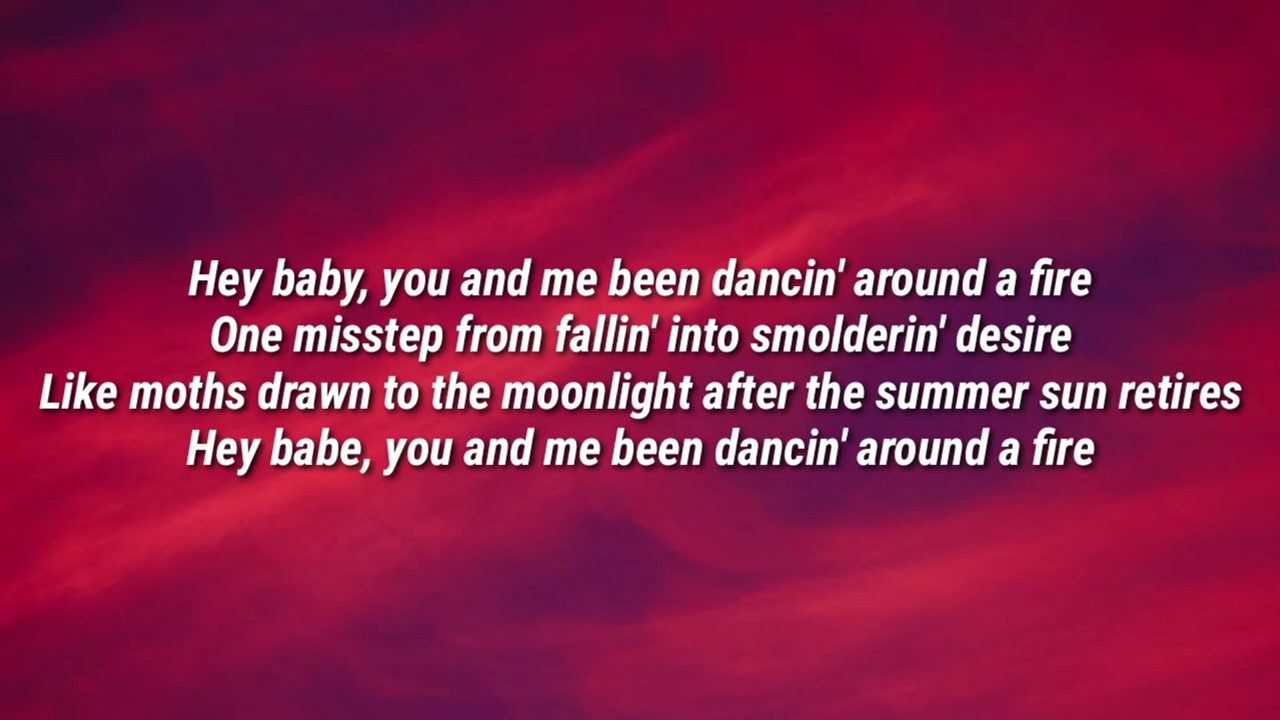 Hey baby, you and me been dancin' around a fire
One misstep from fallin' into smolderin' desire
Like moths drawn to the moonlight after the summer sun retires
Hey babe, you and me been dancin' around a fire